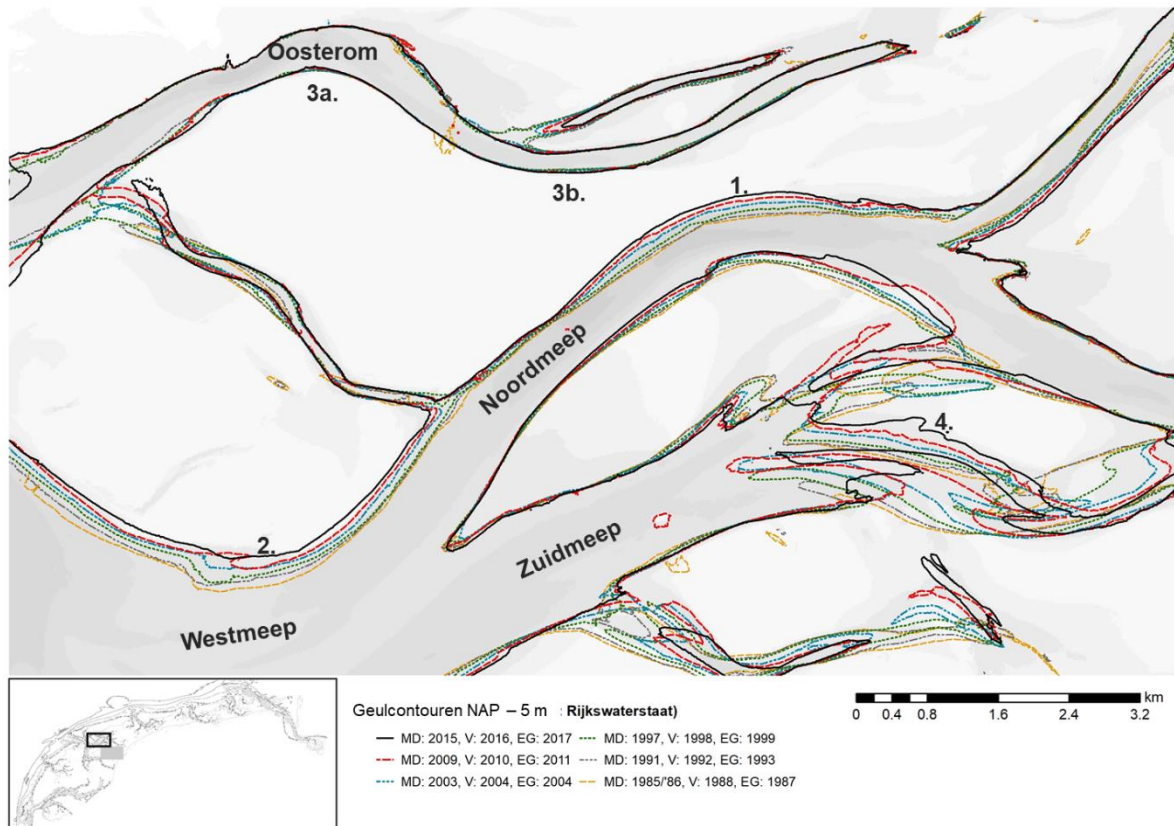 Oosterom
3a.
3b.
1.
Noordmeep
4.
2.
Zuidmeep
Westmeep
Geulcontouren NAP – 5 m : Rijkswaterstaat)
MD: 2015, V: 2016, EG: 2017
MD: 1997, V: 1998, EG: 1999
MD: 2009, V: 2010, EG: 2011
MD: 1991, V: 1992, EG: 1993
MD: 2003, V: 2004, EG: 2004
MD: 1985/'86, V: 1988, EG: 1987
km
0 0.4 0.8 1.6 2.4 3.2